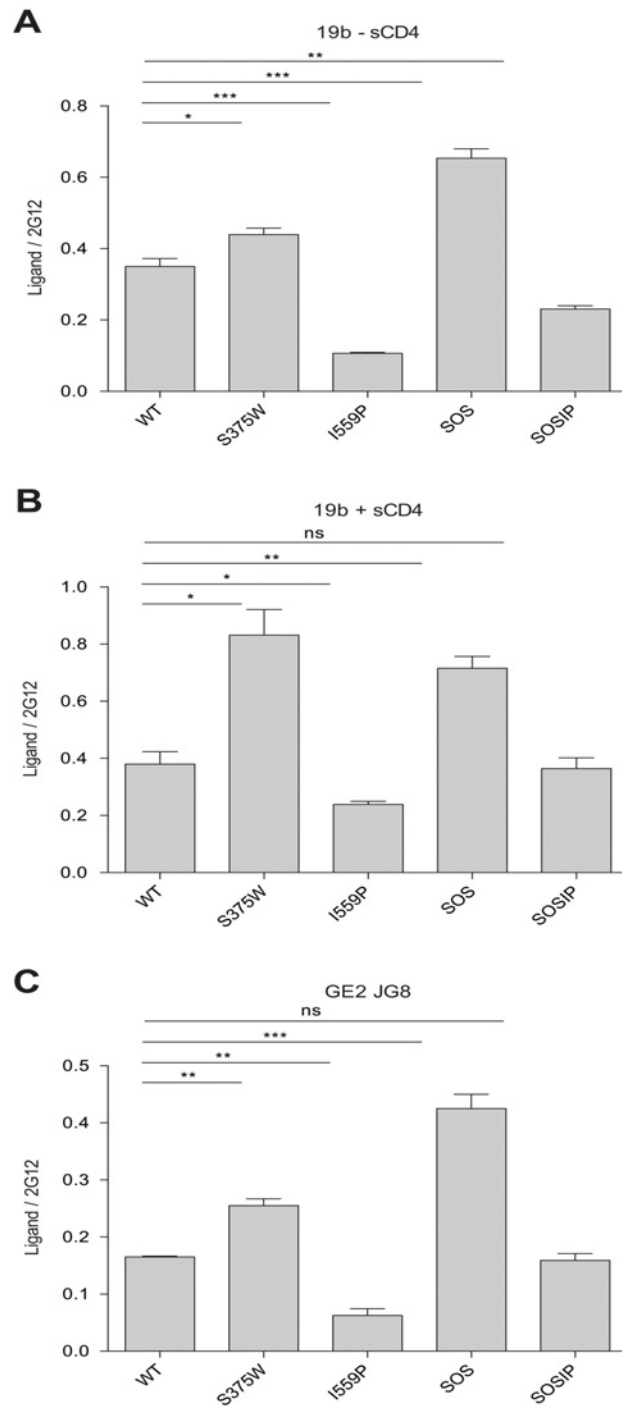 A
19b - sCD4
**
***
***
*
0.8
0.6
0.4
0.2
0.0
Ligand / 2G12
WT
S375W
I559P
SOS
SOSIP
B
19b + sCD4
ns
**
*
*
1.0
0.8
0.6
0.4
0.2
0.0
Ligand / 2G12
WT
S375W
I559P
SOS
SOSIP
C
GE2 JG8
ns
***
**
**
0.5
0.4
0.3
0.2
0.1
0.0
Ligand / 2G12
WT
S375W
I559P
SOS
SOSIP